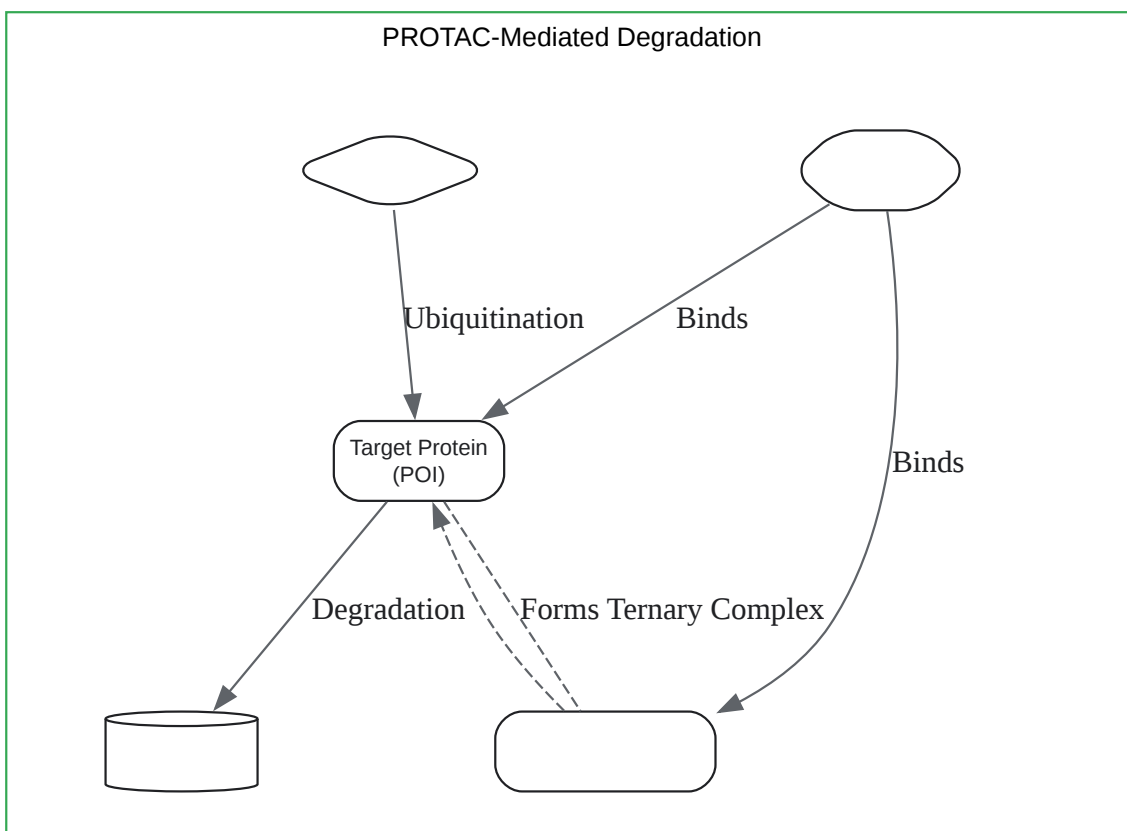 PROTAC-Mediated Degradation
Ubiquitination
Binds
Target Protein
(POI)
Binds
Degradation
Forms Ternary Complex